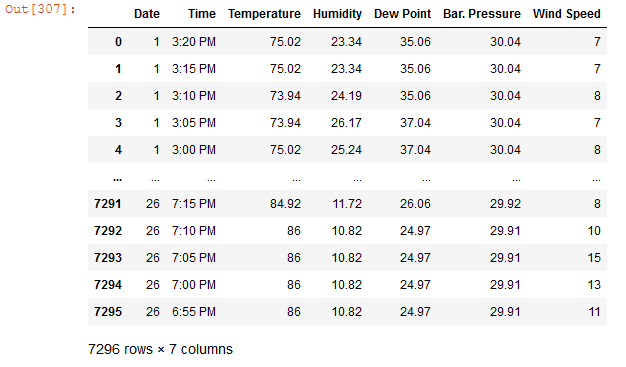 Out[307]:
Date Time Temperature Humidity Dew Point Bar. Pressure Wind Speed
0 1 3:20 PM 75.02 23.34 35.06 30.04 7
1 1 3:15 PM 75.02 23.34 35.06 30.04 7
2 1 3:10 PM 73.94 24.19 35.06 30.04 8
3 1 3:05 PM 73.94 26.17 37.04 30.04 7
4 1 3:00 PM 75.02 25.24 37.04 30.04 8
... ... ... ... ... ... ... ...
7291 26 7:15 PM 84.92 11.72 26.06 29.92 8
7292 26 7:10 PM 86 10.82 24.97 29.91 10
7293 26 7:05 PM 86 10.82 24.97 29.91 15
7294 26 7:00 PM 86 10.82 24.97 29.91 13
7295 26 6:55 PM 86 10.82 24.97 29.91 11
7296 rows × 7 columns